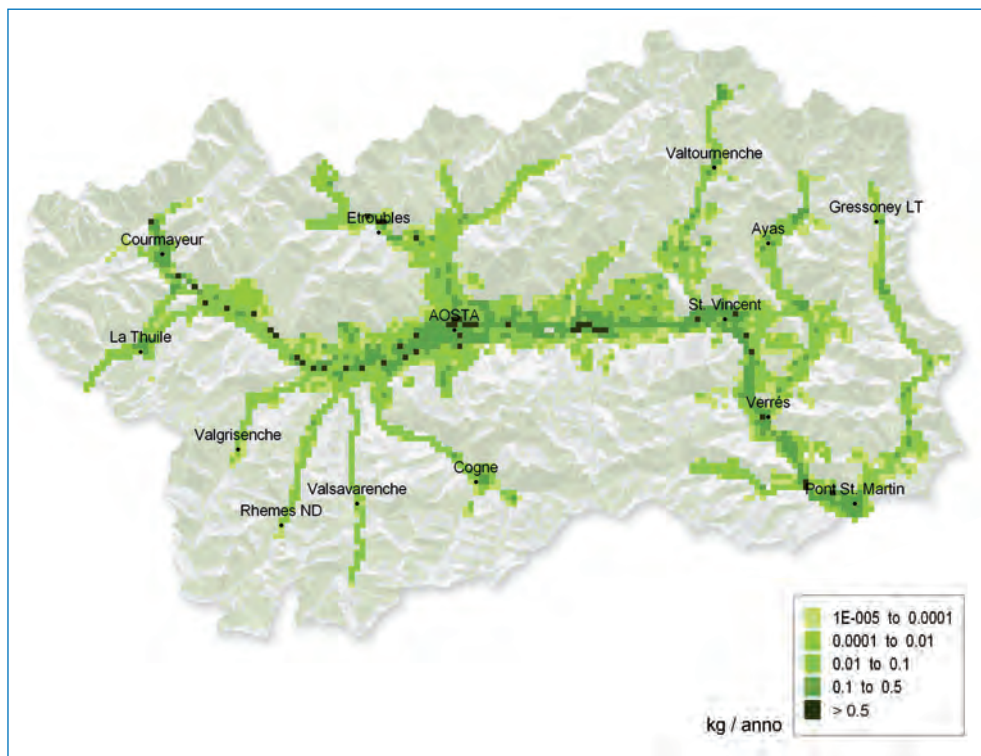 Valtournenche
Gressoney LT
Etroubles
Ayas
Courmayeur
St. Vincent
AOSTA
La Thuile
Verrés
Valgrisenche
Cogne
Valsavarenche
Pont St. Martin
Rhemes ND
1E-005 to 0.0001
0.0001 to 0.01
0.01 to 0.1
0.1 to 0.5
> 0.5
kg / anno